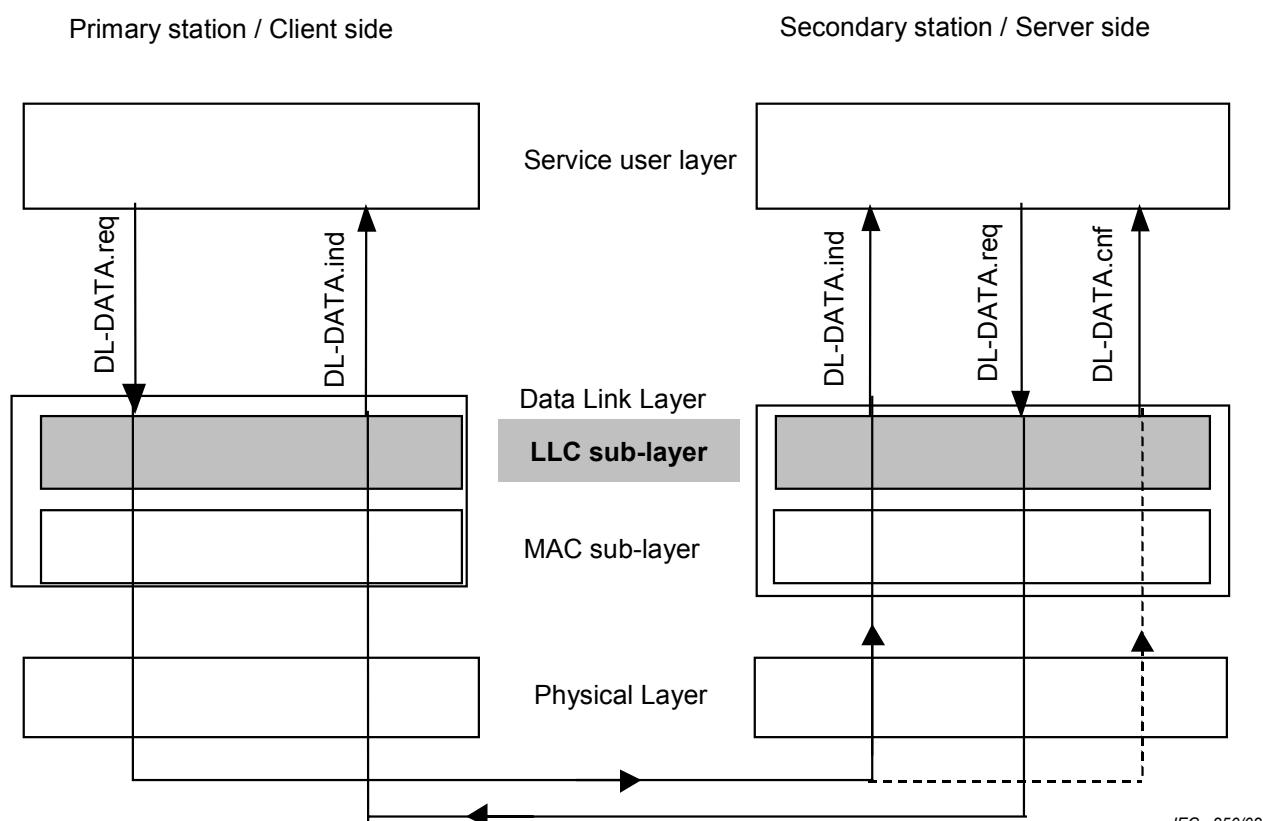 Primary station / Client side
Secondary station / Server side
Service user layer
DL-DATA.req
DL-DATA.ind
DL-DATA.ind
DL-DATA.req
DL-DATA.cnf
Data Link Layer
LLC sub-layer
MAC sub-layer
Physical Layer